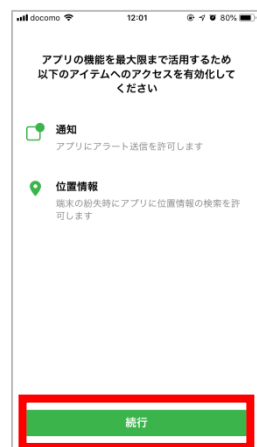 docomo 12:01 80%
アプリの機能を最大限まで活用するため
以下のアイテムへのアクセスを有効化して
ください
通知
アプリにアラート送信を許可します
位置情報
端末の紛失時にアプリに位置情報の検索を許
可します
続行